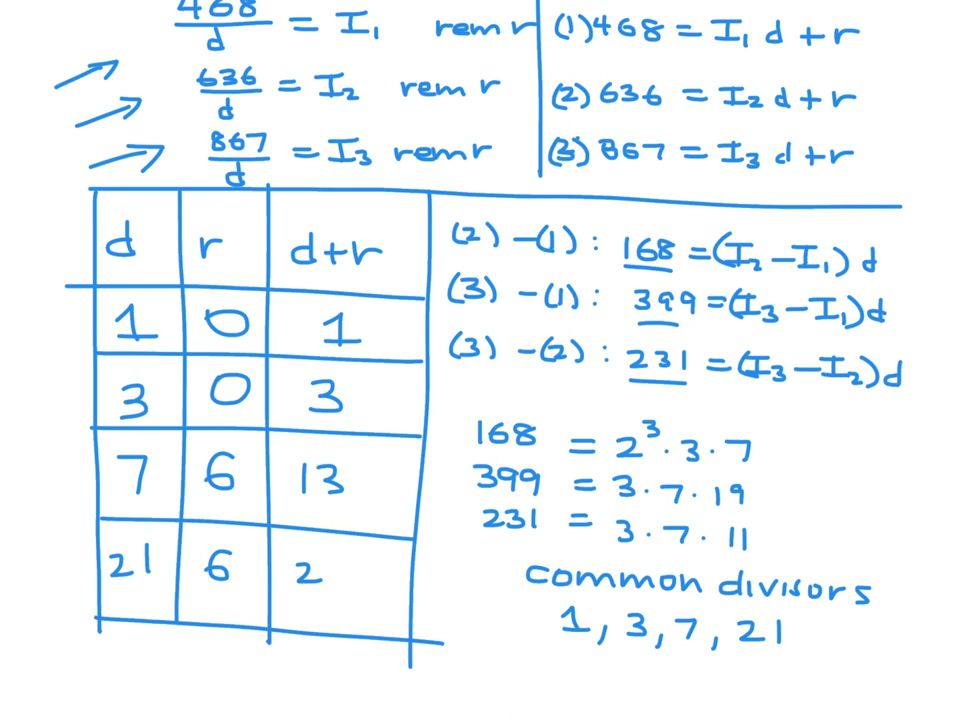 468/d = I₁ rem r
636/d = I₂ rem r
867/d = I₃ rem r
(1) 468 = I₁ d + r
(2) 636 = I₂ d + r
(3) 867 = I₃ d + r
d r d+r
1 0 1
3 0 3
7 6 13
21 6 2
(2) - (1) : 168 = (I₂ - I₁) d
(3) - (1) : 399 = (I₃ - I₁) d
(3) - (2) : 231 = (I₃ - I₂) d
168 = 2³ · 3 · 7
399 = 3 · 7 · 19
231 = 3 · 7 · 11
common divisors
1, 3, 7, 21